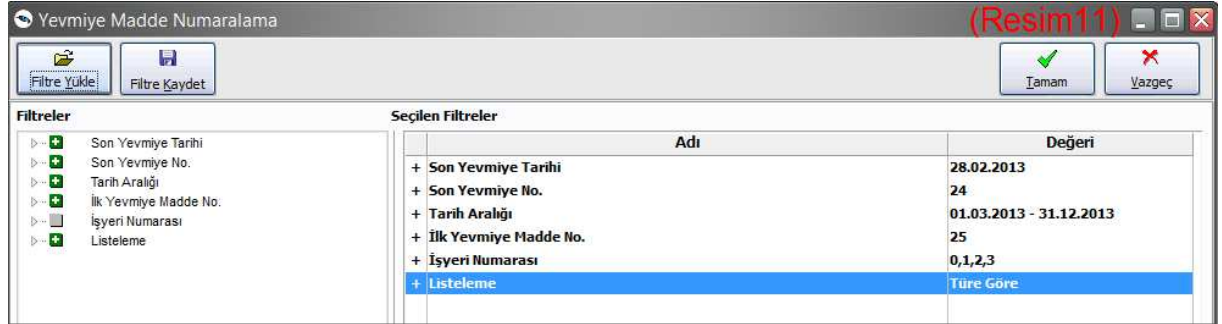 Yevmiye Madde Numaralama (Resim11)
Filtre Yükle Filtre Kaydet Tamam Vazgeç
Filtreler Seçilen Filtreler
Son Yevmiye Tarihi
Son Yevmiye No.
Tarih Aralığı
İlk Yevmiye Madde No.
İşyeri Numarası
Listeleme
Adı Değeri
+ Son Yevmiye Tarihi 28.02.2013
+ Son Yevmiye No. 24
+ Tarih Aralığı 01.03.2013 - 31.12.2013
+ İlk Yevmiye Madde No. 25
+ İşyeri Numarası 0,1,2,3
+ Listeleme Türe Göre